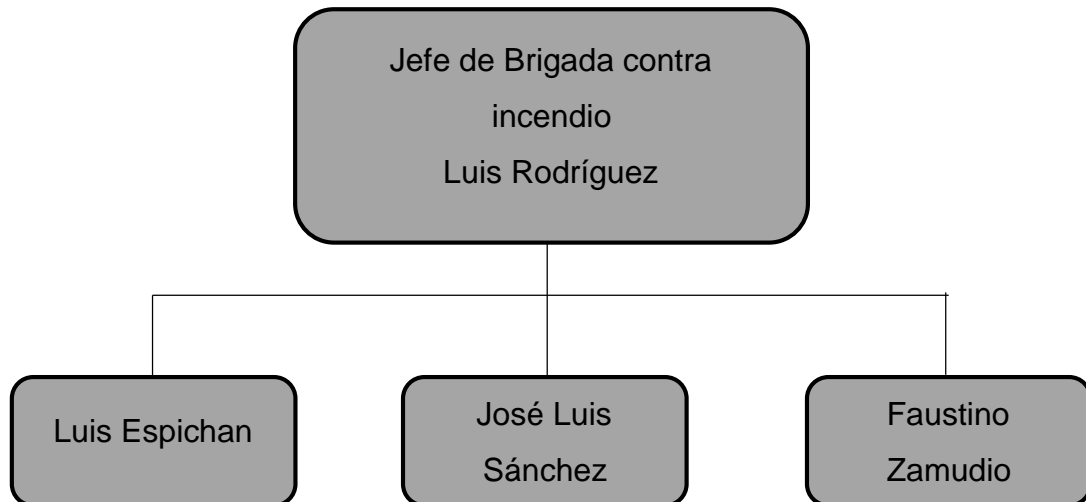 Jefe de Brigada contra
incendio
Luis Rodríguez
Luis Espichan
José Luis
Sánchez
Faustino
Zamudio